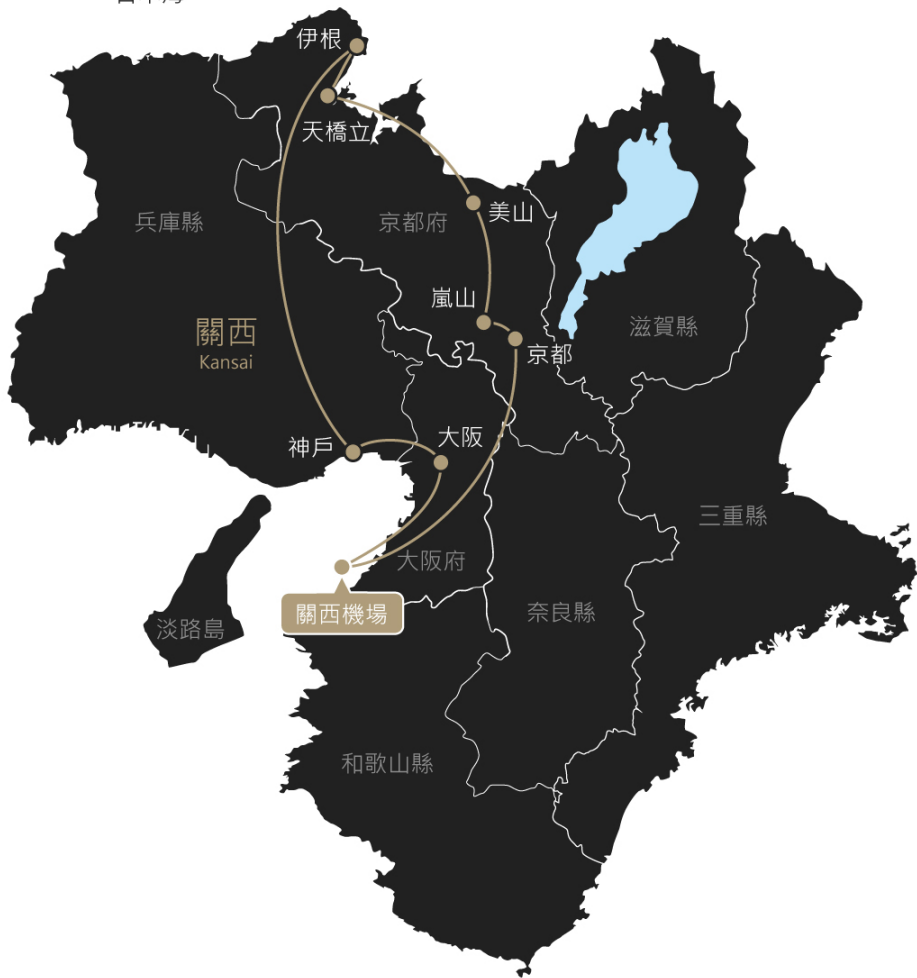 伊根
天橋立
美山
兵庫縣
京都府
嵐山
關西
Kansai
滋賀縣
京都
大阪
神戶
三重縣
大阪府
關西機場
奈良縣
淡路島
和歌山縣